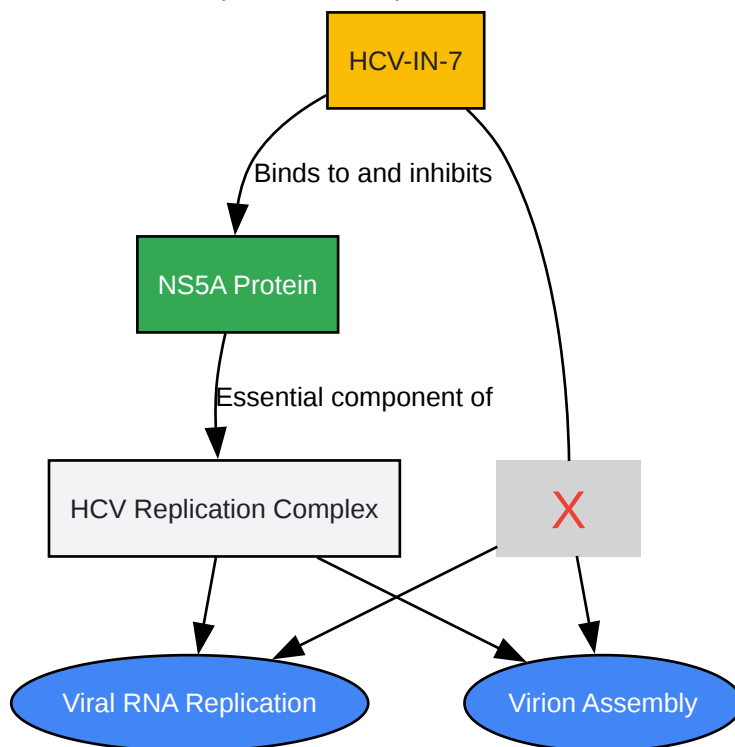 HCV-IN-7
Binds to and inhibits
NS5A Protein
Essential component of
HCV Replication Complex
X
Viral RNA Replication
Virion Assembly